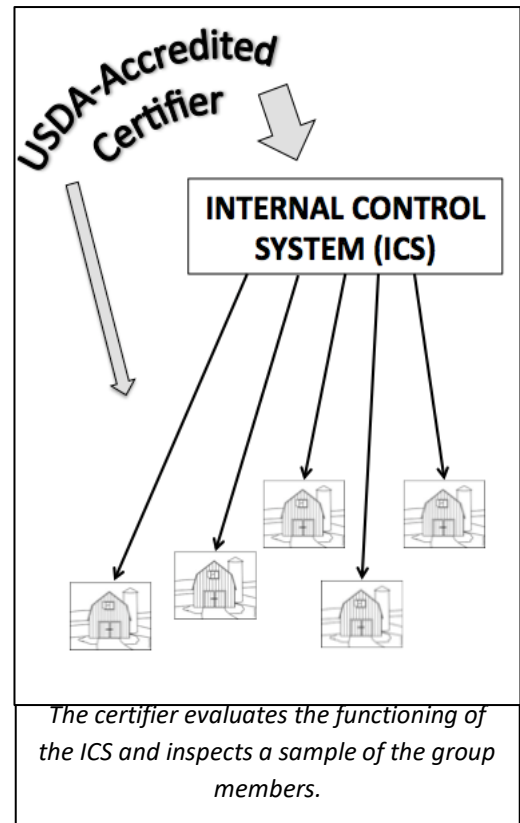 USDA-Accredited
Certifier
INTERNAL CONTROL
SYSTEM (ICS)
The certifier evaluates the functioning of
the ICS and inspects a sample of the group
members.